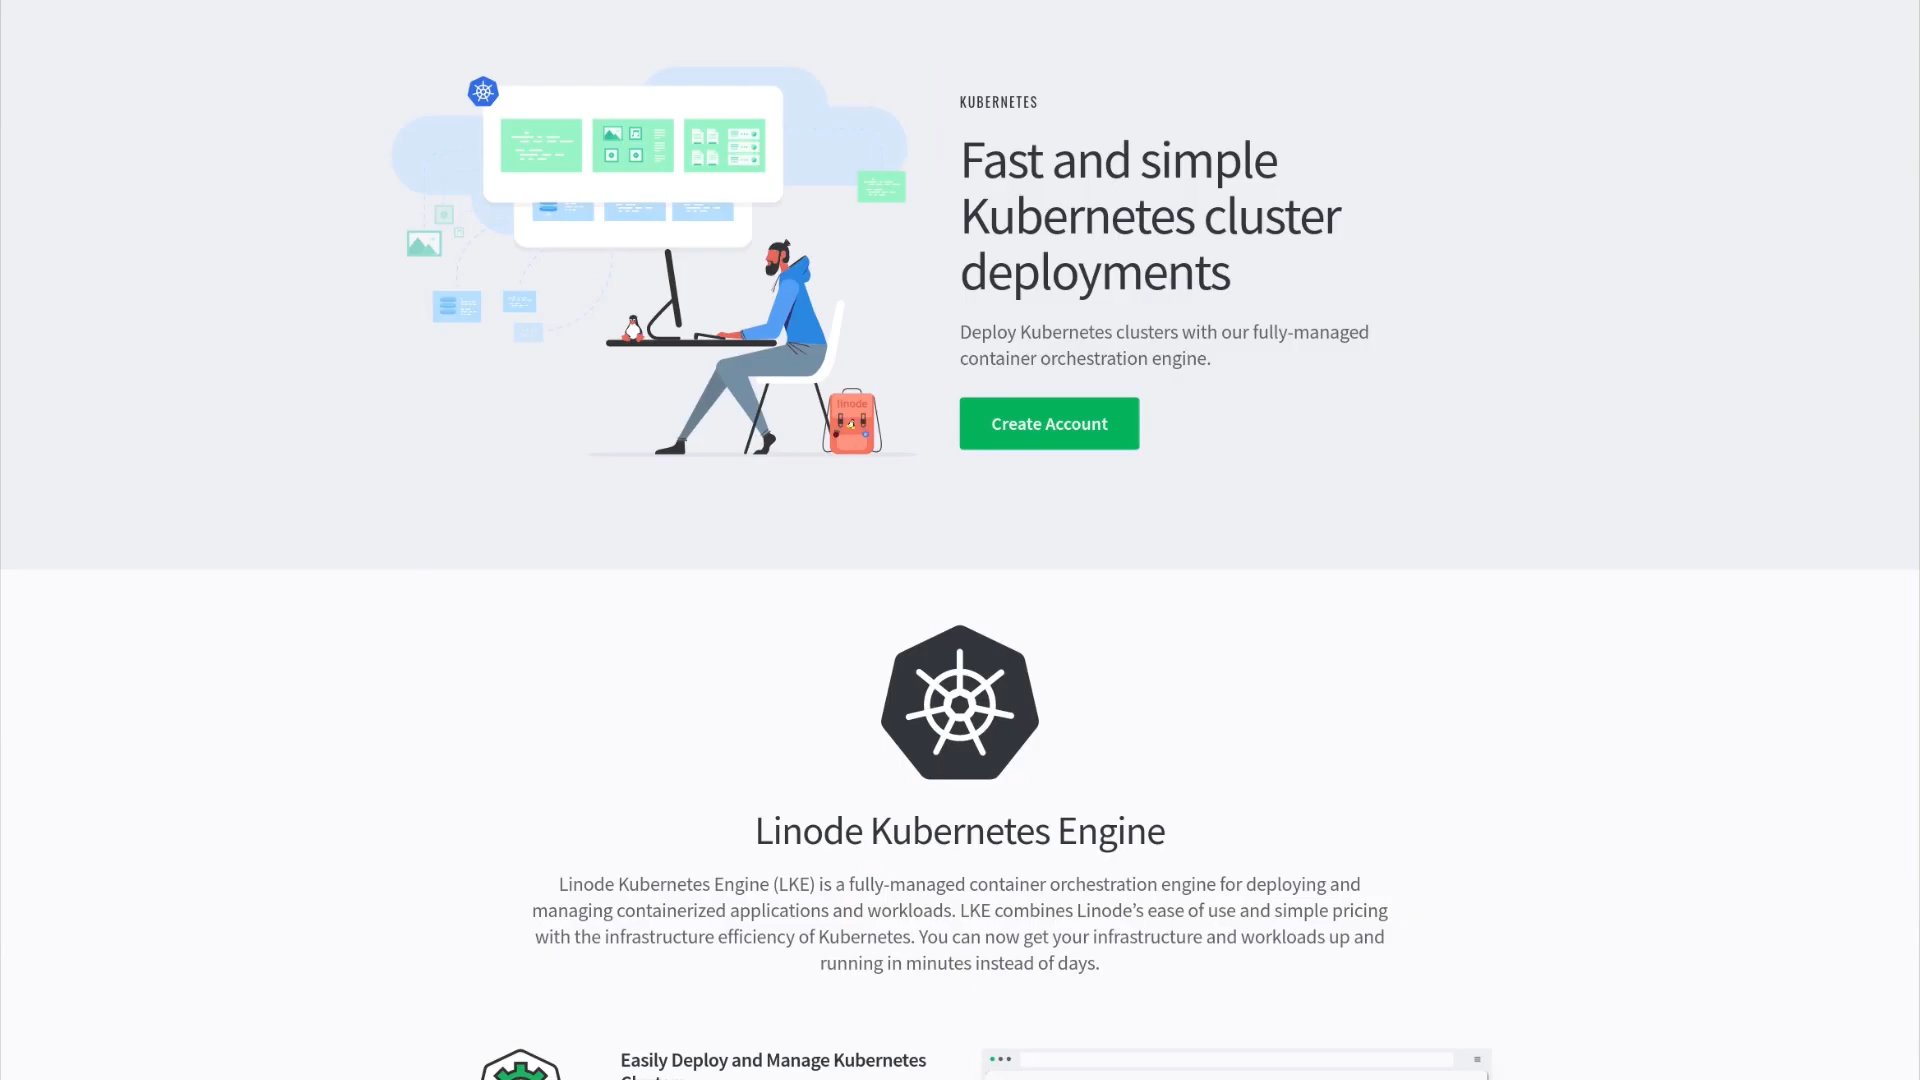 KUBERNETES
Fast and simple
Kubernetes cluster
deployments
Deploy Kubernetes clusters with our fully-managed
container orchestration engine.
Create Account
linode
Linode Kubernetes Engine
Linode Kubernetes Engine (LKE) is a fully-managed container orchestration engine for deploying and
managing containerized applications and workloads. LKE combines Linode’s ease of use and simple pricing
with the infrastructure efficiency of Kubernetes. You can now get your infrastructure and workloads up and
running in minutes instead of days.
Easily Deploy and Manage Kubernetes